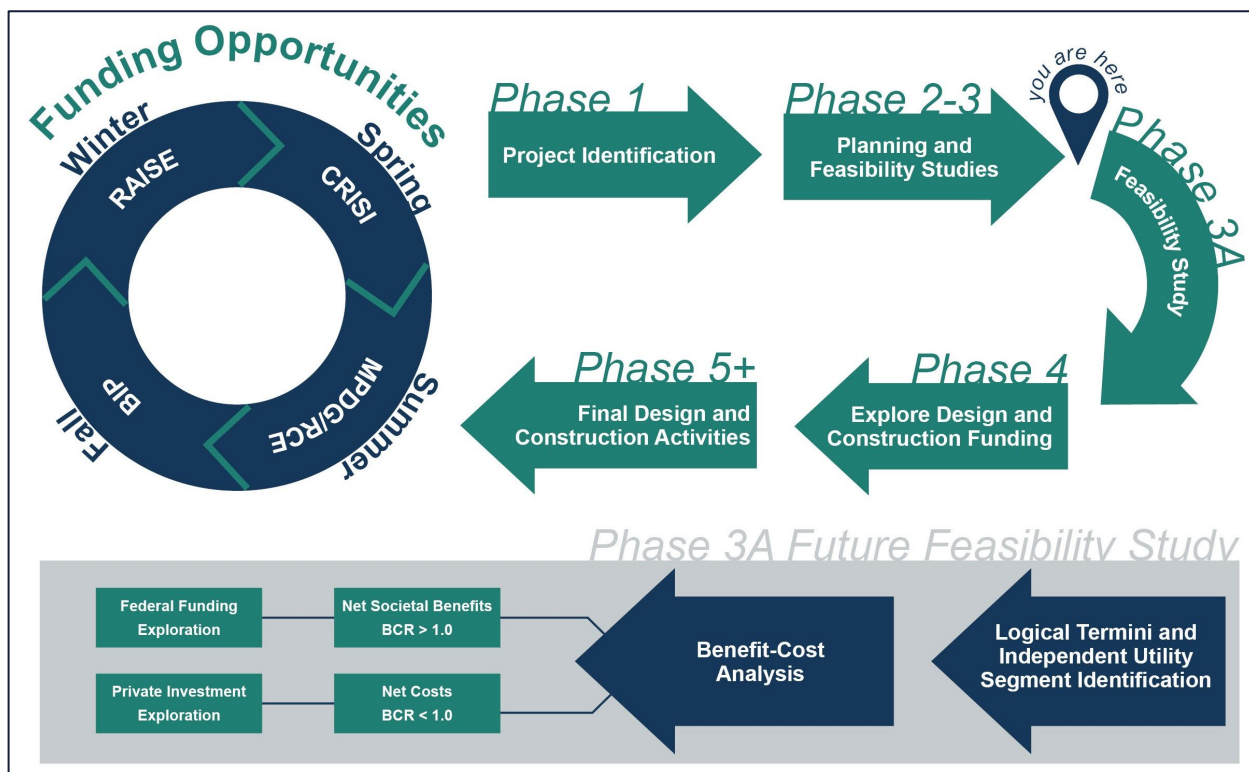 Funding Opportunities
Winter
Spring
Summer
Fall
RAISE
CRISI
MPDG/RCE
BIP
Phase 1
Project Identification
Phase 2-3
Planning and
Feasibility Studies
you are here
Phase 3A
Feasibility Study
Phase 4
Explore Design and
Construction Funding
Phase 5+
Final Design and
Construction Activities
Phase 3A Future Feasibility Study
Logical Termini and
Independent Utility
Segment Identification
Benefit-Cost
Analysis
Net Societal Benefits
BCR > 1.0
Federal Funding
Exploration
Net Costs
BCR < 1.0
Private Investment
Exploration